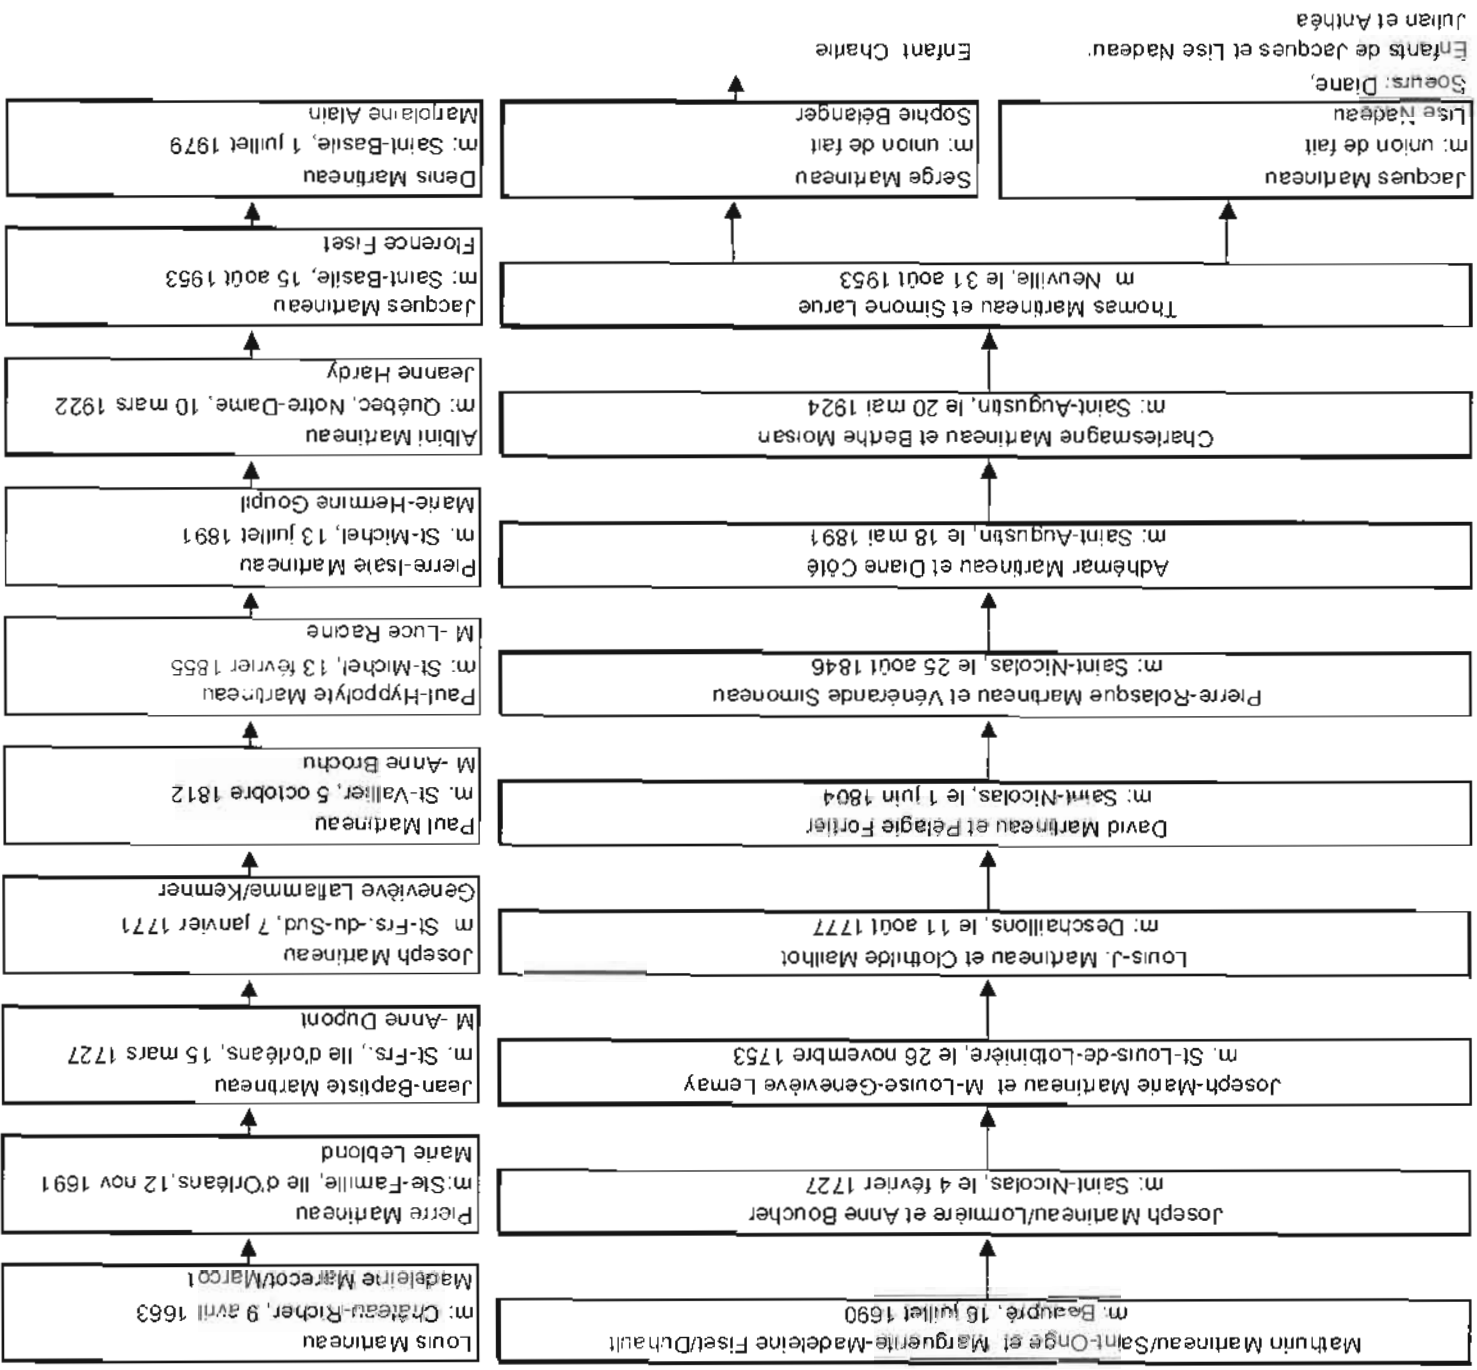 Mathurin Martineau/Saint-Onge et Marguerite-Madeleine Fiset/Duhault
m: Beaupré, 16 juillet 1690
Joseph Martineau/Lormière et Anne Boucher
m: Saint-Nicolas, le 4 février 1727
Joseph-Marie Martineau et M-Louise-Geneviève Lemay
m. St-Louis-de-Lotbinière, le 26 novembre 1753
Louis-J. Martineau et Clothilde Mailhot
m: Deschaillons, le 11 août 1777
David Martineau et Pélagie Fortier
m: Saint-Nicolas, le 1 juin 1804
Pierre-Rolasque Martineau et Vénérande Simoneau
m: Saint-Nicolas, le 25 août 1846
Adhémar Martineau et Diane Côté
m: Saint-Augustin, le 18 mai 1891
Charlesmagne Martineau et Berthe Moisan
m: Saint-Augustin, le 20 mai 1924
Thomas Martineau et Simone Larue
m Neuville, le 31 août 1953
Jacques Martineau
m: union de fait
Lise Nadeau
Soeurs: Diane,
Enfants de Jacques et Lise Nadeau:
Julian et Anthéa
Serge Martineau
m: union de fait
Sophie Bélanger
Enfant Charlie
Louis Martineau
m: Château-Richer, 9 avril 1663
Madeleine Marecot/Marcot
Pierre Martineau
m:Ste-Famille, Ile d'Orléans,12 nov 1691
Marie Leblond
Jean-Baptiste Martineau
m. St-Frs., Ile d'orléans, 15 mars 1727
M -Anne Dupont
Joseph Martineau
m St-Frs.-du-Sud, 7 janvier 1771
Geneviève Laflamme/Kemner
Paul Martineau
m. St-Vallier, 5 octobre 1812
M -Anne Brochu
Paul-Hyppolyte Martineau
m: St-Michel, 13 février 1855
M -Luce Racine
Pierre-Isaïe Martineau
m. St-Michel, 13 juillet 1891
Marie-Hermine Goupil
Albini Martineau
m: Québec, Notre-Dame, 10 mars 1922
Jeanne Hardy
Jacques Martineau
m: Saint-Basile, 15 août 1953
Florence Fiset
Denis Martineau
m: Saint-Basile, 1 juillet 1979
Marjolaine Alain